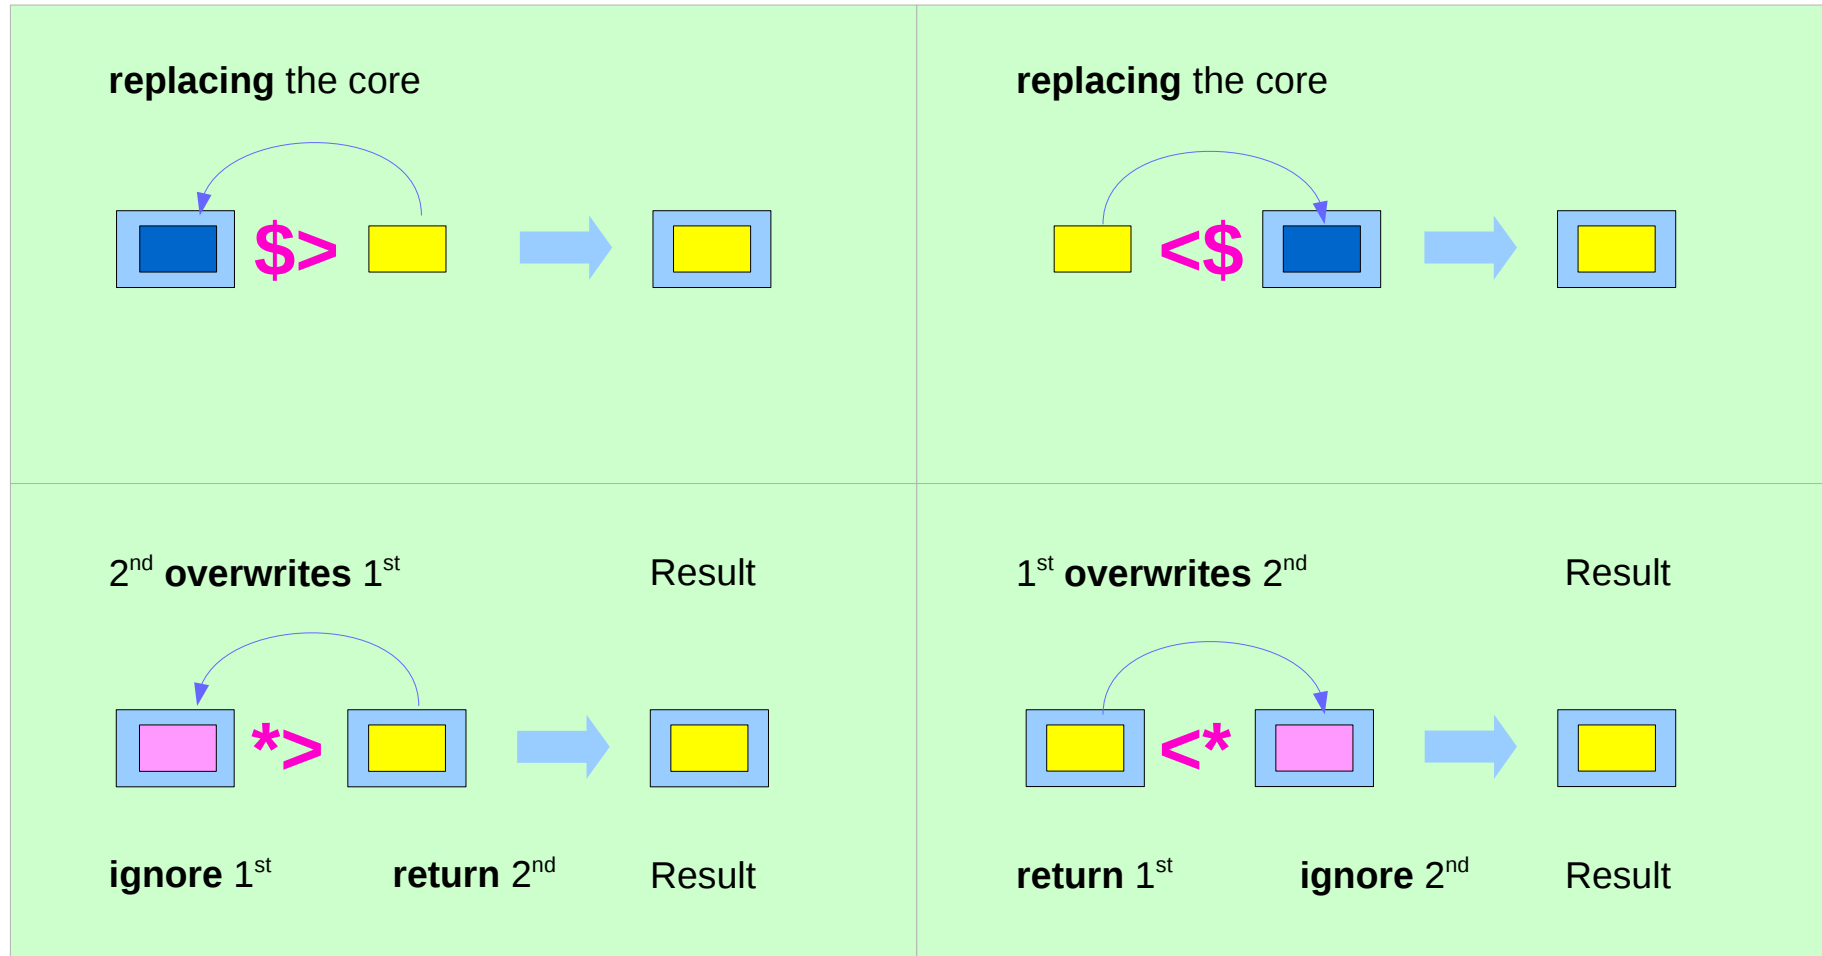 replacing the core
$>
replacing the core
<$
2nd overwrites 1st Result
*>
ignore 1st return 2nd Result
1st overwrites 2nd Result
<*
return 1st ignore 2nd Result